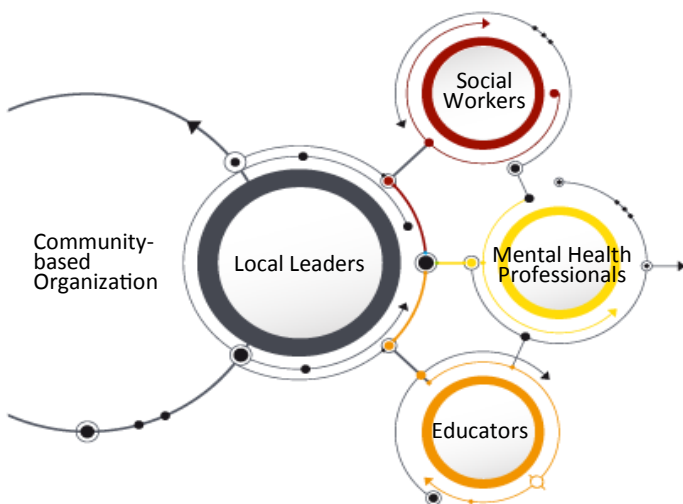 Social
Workers
Community-
based
Organization
Local Leaders
Mental Health
Professionals
Educators